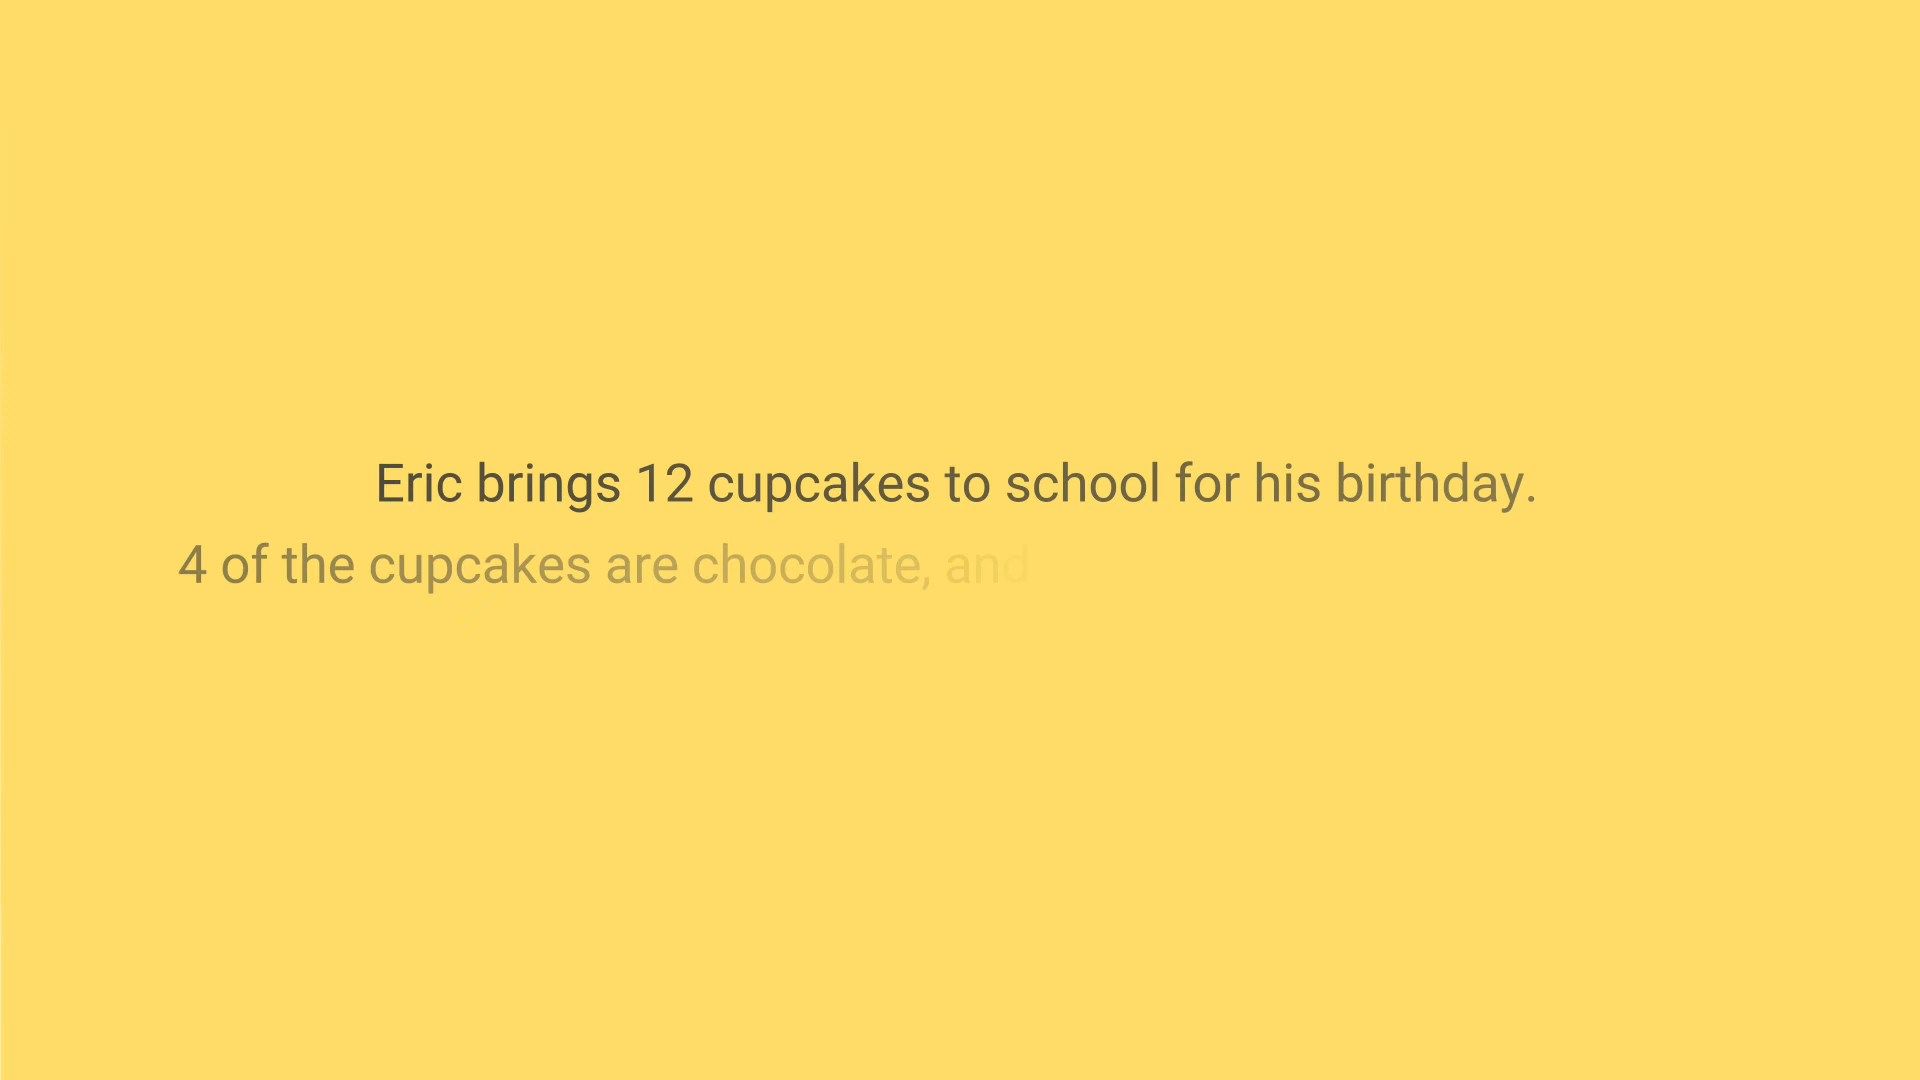 Eric brings 12 cupcakes to school for his birthday.
4 of the cupcakes are chocolate, and